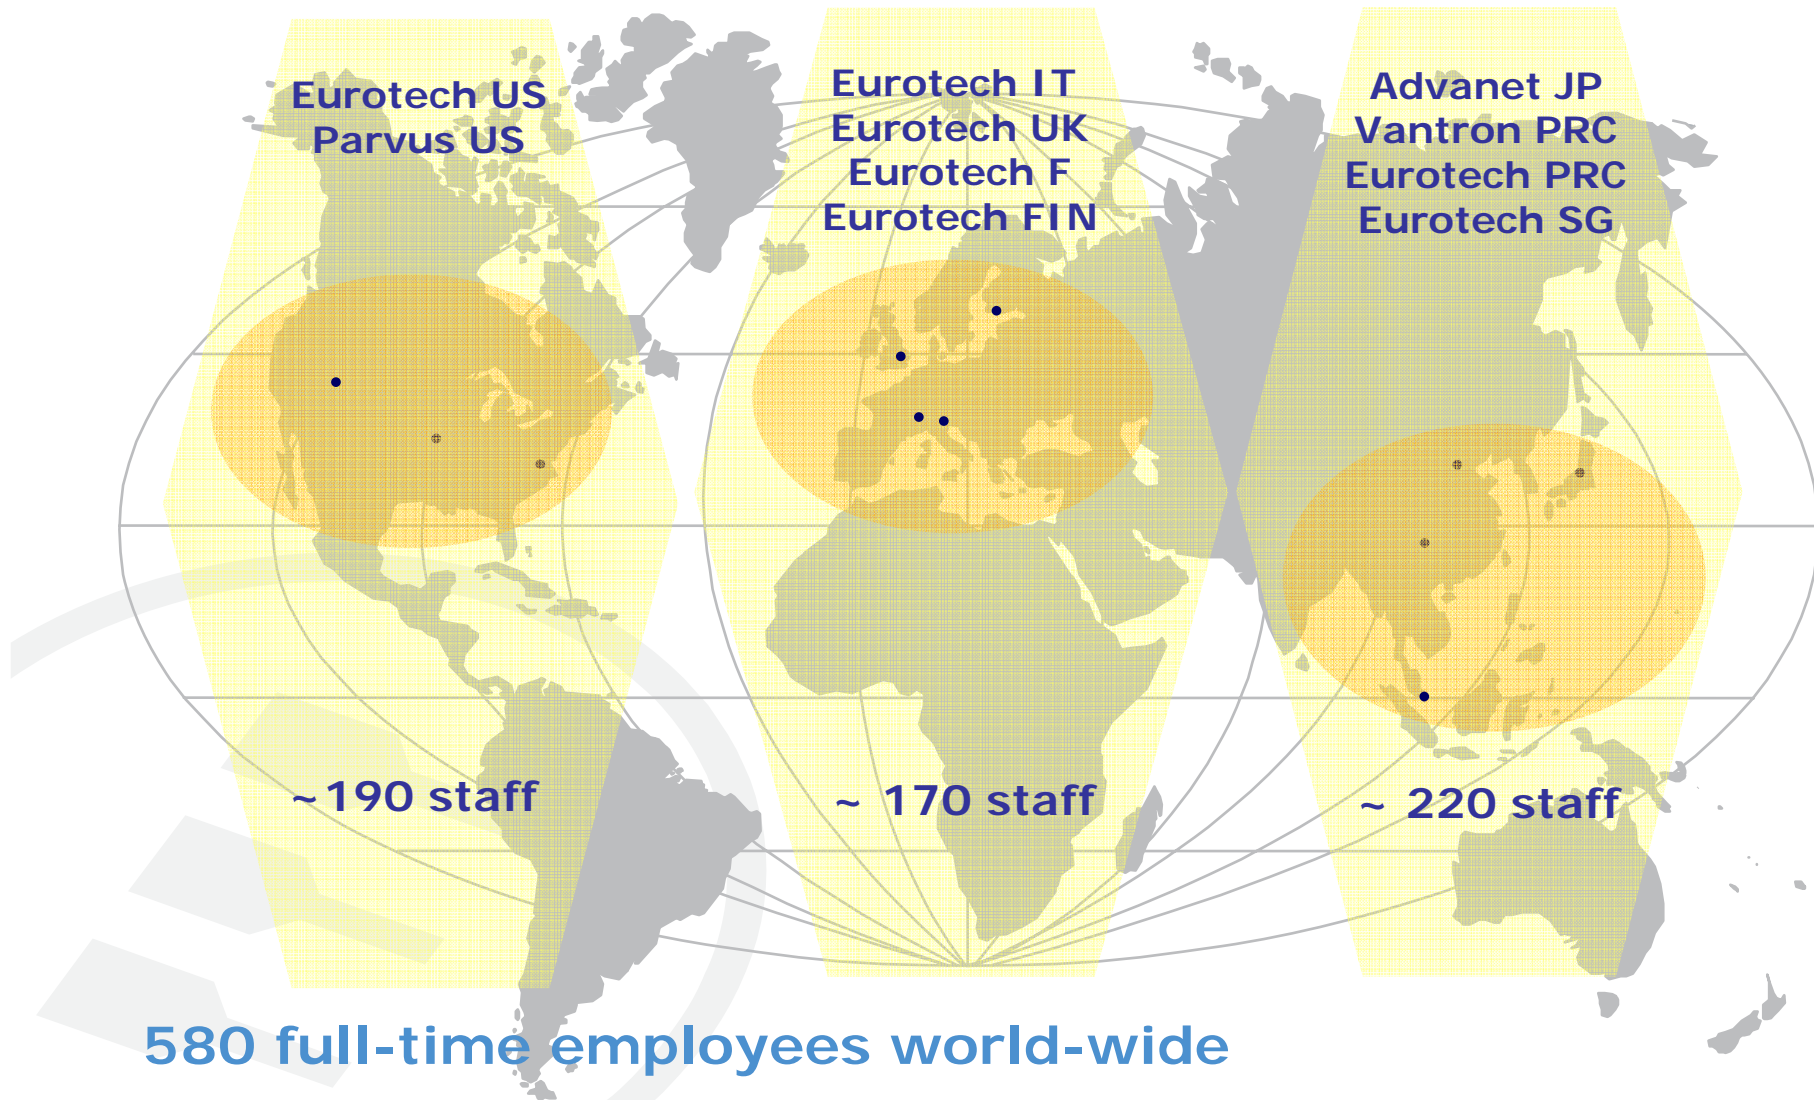 Eurotech US
Parvus US
Eurotech IT
Eurotech UK
Eurotech F
Eurotech FIN
Advanet JP
Vantron PRC
Eurotech PRC
Eurotech SG
~190 staff
~ 170 staff
~ 220 staff
580 full-time employees world-wide